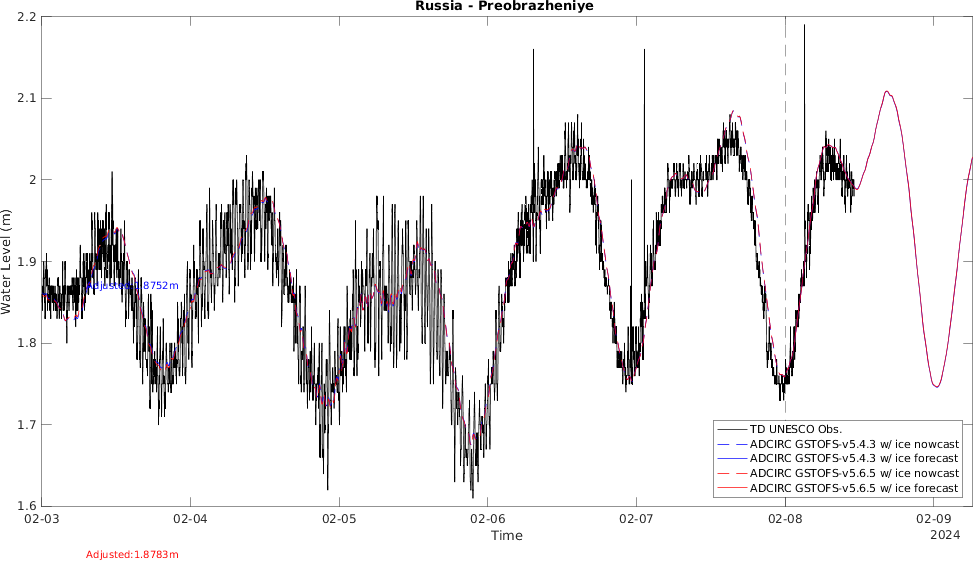 Russia - Preobrazheniye
2.2
2.1
2
1.9
1.8
1.7
1.6
Water Level (m)
Adjusted:1.8752m
TD UNESCO Obs.
ADCIRC GSTOFS-v5.4.3 w/ ice nowcast
ADCIRC GSTOFS-v5.4.3 w/ ice forecast
ADCIRC GSTOFS-v5.6.5 w/ ice nowcast
ADCIRC GSTOFS-v5.6.5 w/ ice forecast
02-03 02-04 02-05 02-06 02-07 02-08 02-09
Time
2024
Adjusted:1.8783m